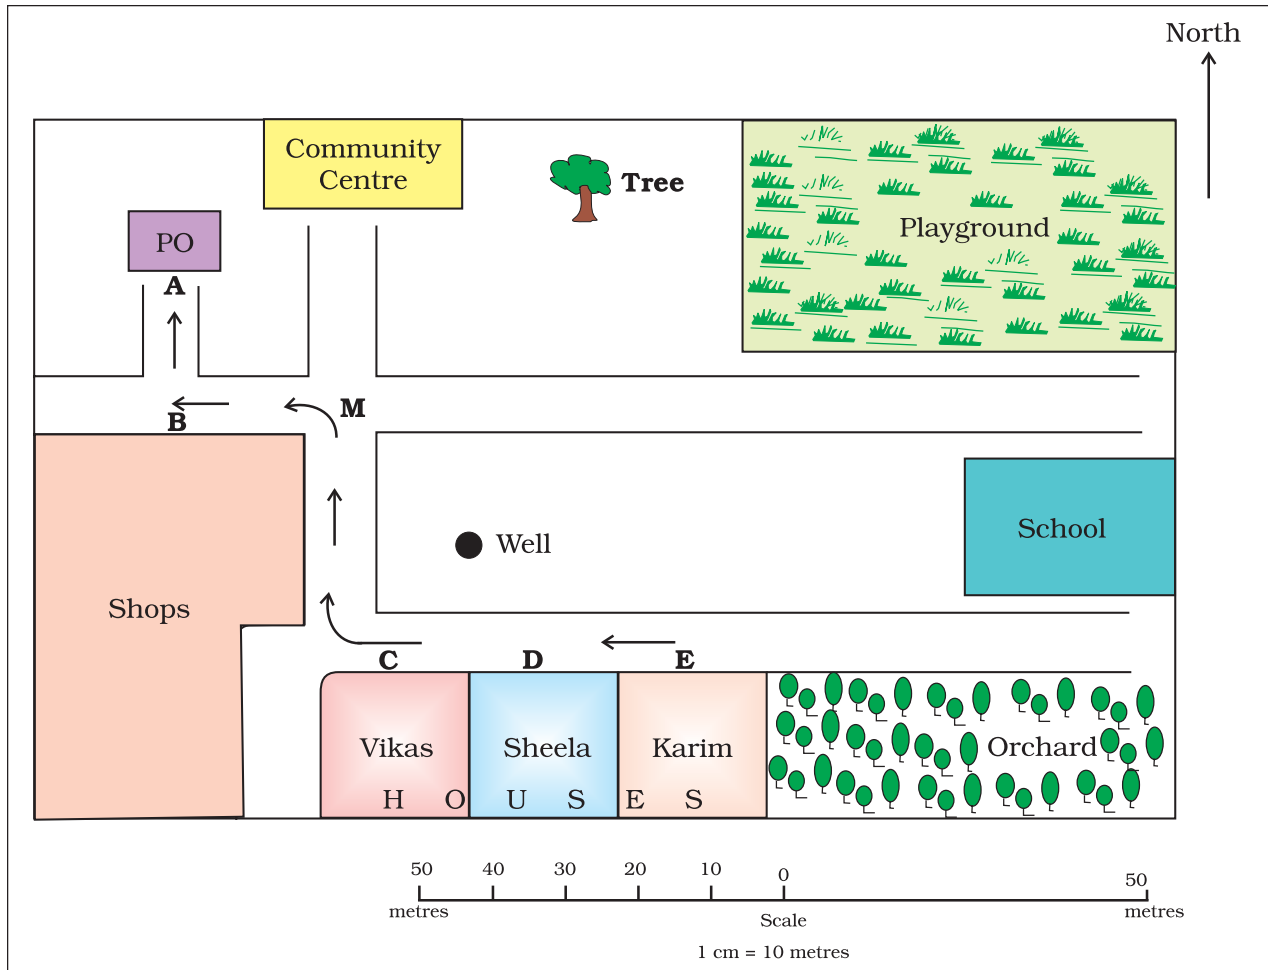 North
Community
Centre
Tree
PO
Playground
A
M
B
School
Well
Shops
C D E
Vikas Sheela Karim Orchard
H O U S E S
50 40 30 20 10 0 50
metres metres
Scale
1 cm = 10 metres